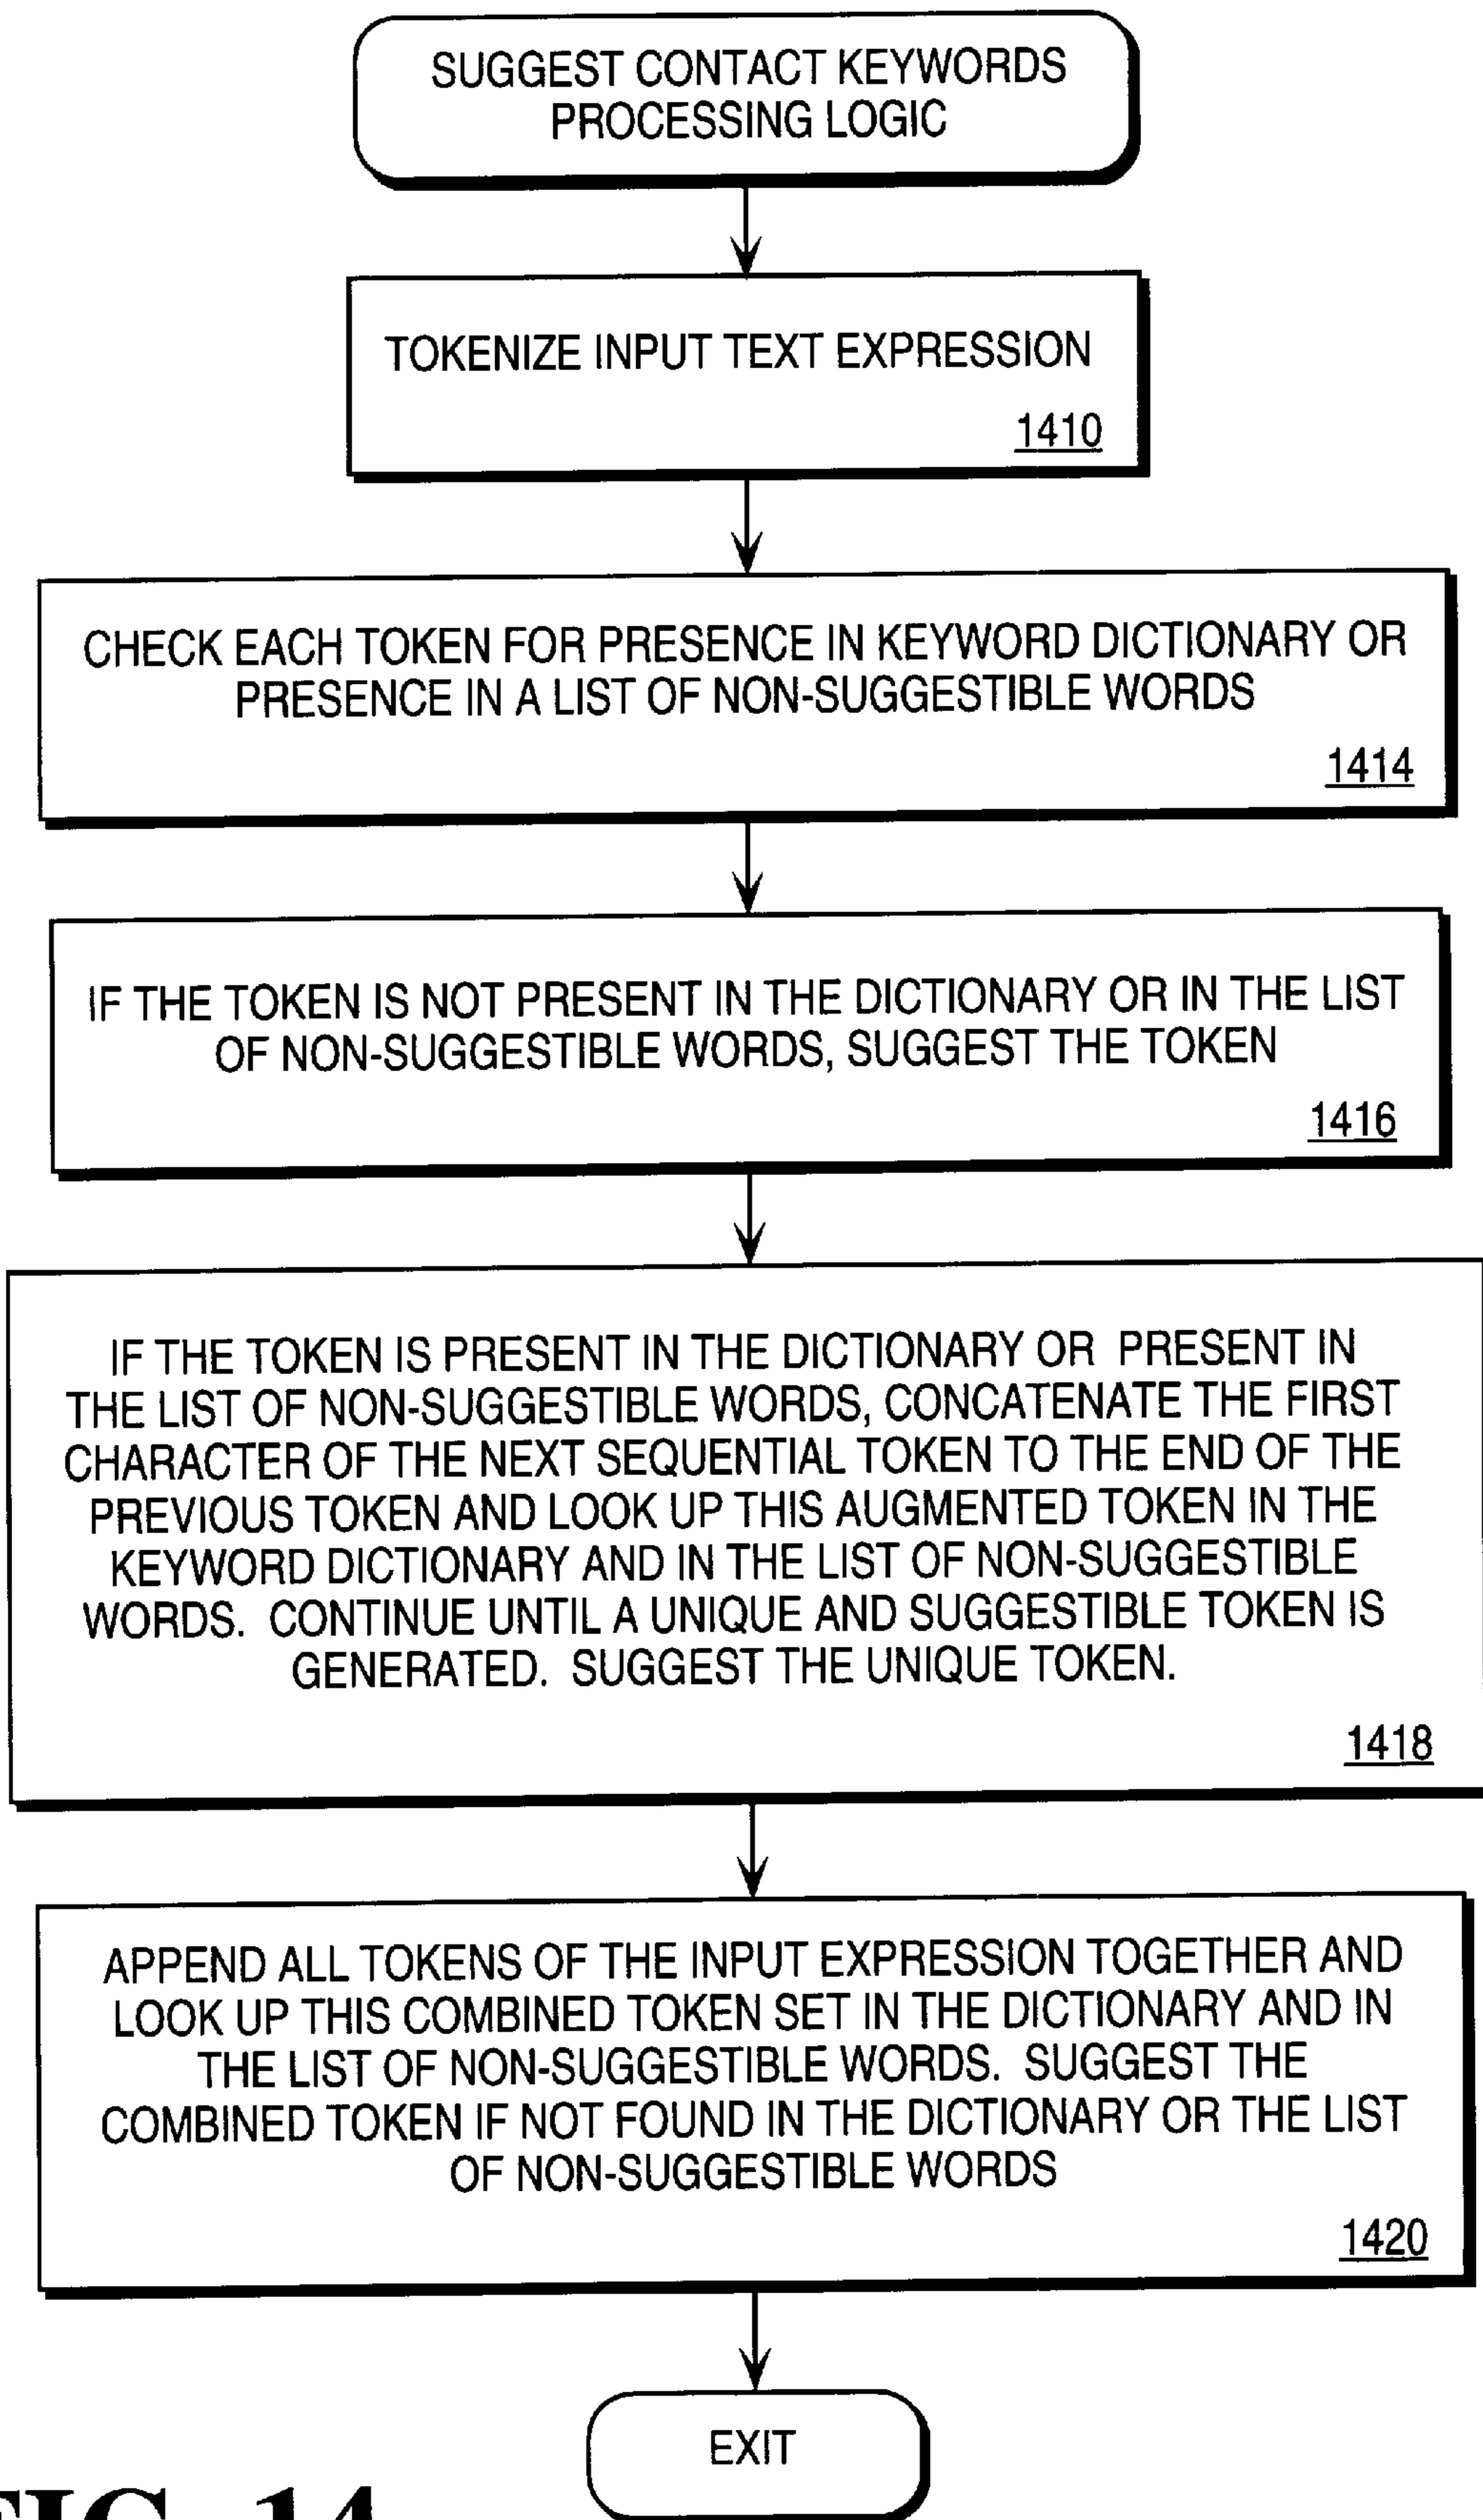 SUGGEST CONTACT KEYWORDS
PROCESSING LOGIC
TOKENIZE INPUT TEXT EXPRESSION
1410
CHECK EACH TOKEN FOR PRESENCE IN KEYWORD DICTIONARY OR
PRESENCE IN A LIST OF NON-SUGGESTIBLE WORDS
1414
IF THE TOKEN IS NOT PRESENT IN THE DICTIONARY OR IN THE LIST
OF NON-SUGGESTIBLE WORDS, SUGGEST THE TOKEN
1416
IF THE TOKEN IS PRESENT IN THE DICTIONARY OR PRESENT IN
THE LIST OF NON-SUGGESTIBLE WORDS, CONCATENATE THE FIRST
CHARACTER OF THE NEXT SEQUENTIAL TOKEN TO THE END OF THE
PREVIOUS TOKEN AND LOOK UP THIS AUGMENTED TOKEN IN THE
KEYWORD DICTIONARY AND IN THE LIST OF NON-SUGGESTIBLE
WORDS. CONTINUE UNTIL A UNIQUE AND SUGGESTIBLE TOKEN IS
GENERATED. SUGGEST THE UNIQUE TOKEN.
1418
APPEND ALL TOKENS OF THE INPUT EXPRESSION TOGETHER AND
LOOK UP THIS COMBINED TOKEN SET IN THE DICTIONARY AND IN
THE LIST OF NON-SUGGESTIBLE WORDS. SUGGEST THE
COMBINED TOKEN IF NOT FOUND IN THE DICTIONARY OR THE LIST
OF NON-SUGGESTIBLE WORDS
1420
EXIT
FIG. 14